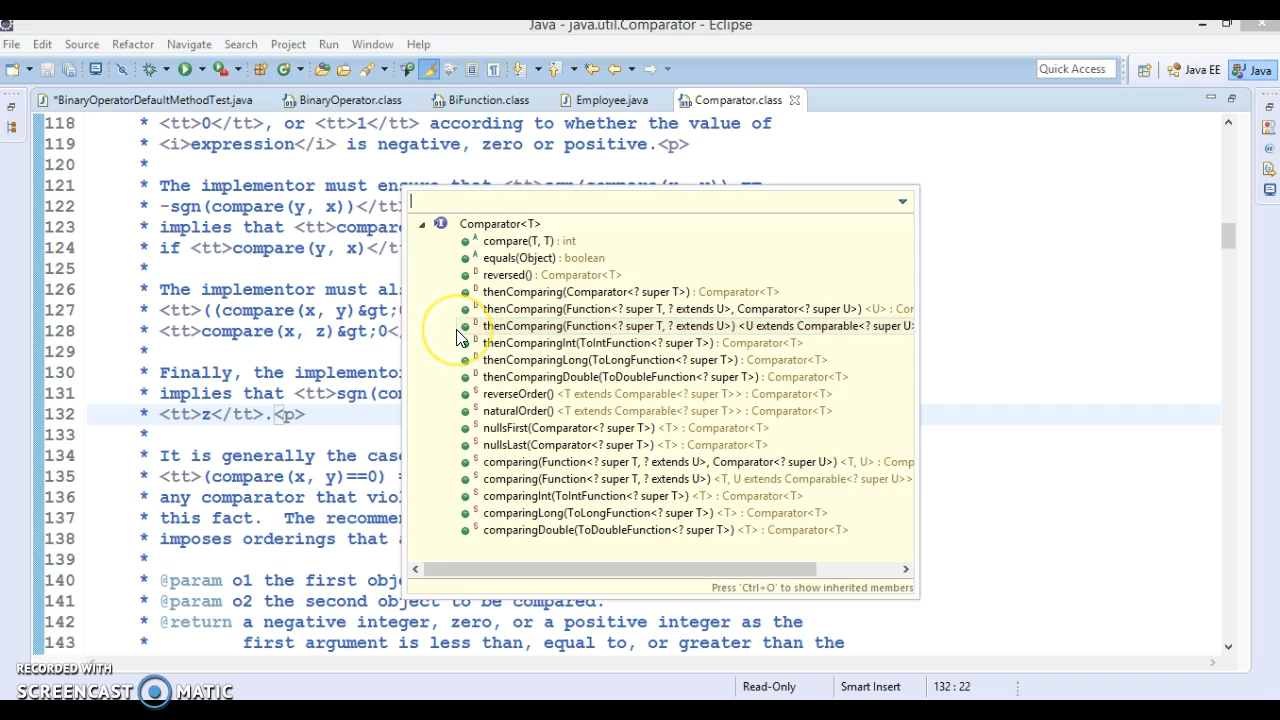 Java - java.util.Comparator - Eclipse
File Edit Source Refactor Navigate Search Project Run Window Help
Quick Access Java EE Java
*BinaryOperatorDefaultMethodTest.java BinaryOperator.class BiFunction.class Employee.java Comparator.class
118 * <tt>0</tt>, or <tt>1</tt> according to whether the value of
119 * <i>expression</i> is negative, zero or positive.<p>
120 *
121 * The implementor must ensure that <tt>sgn(compare(x, y)) ==
122 * -sgn(compare(y, x))</tt>
123 * implies that <tt>compare
124 * if <tt>compare(y, x)</tt>
125 *
126 * The implementor must als
127 * <tt>((compare(x, y)&gt;0
128 * <tt>compare(x, z)&gt;0</
129 *
130 * Finally, the implementor
131 * implies that <tt>sgn(com
132 * <tt>z</tt>.<p>
133 *
134 * It is generally the case
135 * <tt>(compare(x, y)==0) =
136 * any comparator that viol
137 * this fact. The recommen
138 * imposes orderings that a
139 *
140 * @param o1 the first obje
141 * @param o2 the second object to be compared.
142 * @return a negative integer, zero, or a positive integer as the
143 * first argument is less than, equal to, or greater than the
Comparator<T>
A compare(T, T) : int
A equals(Object) : boolean
D reversed() : Comparator<T>
D thenComparing(Comparator<? super T>) : Comparator<T>
D thenComparing(Function<? super T, ? extends U>, Comparator<? super U>) <U> : Cor
D thenComparing(Function<? super T, ? extends U>) <U extends Comparable<? super U>
D thenComparingInt(ToIntFunction<? super T>) : Comparator<T>
D thenComparingLong(ToLongFunction<? super T>) : Comparator<T>
D thenComparingDouble(ToDoubleFunction<? super T>) : Comparator<T>
S reverseOrder() <T extends Comparable<? super T>> : Comparator<T>
S naturalOrder() <T extends Comparable<? super T>> : Comparator<T>
S nullsFirst(Comparator<? super T>) <T> : Comparator<T>
S nullsLast(Comparator<? super T>) <T> : Comparator<T>
S comparing(Function<? super T, ? extends U>, Comparator<? super U>) <T, U> : Comp
S comparing(Function<? super T, ? extends U>) <T, U extends Comparable<? super U>>
S comparingInt(ToIntFunction<? super T>) <T> : Comparator<T>
S comparingLong(ToLongFunction<? super T>) <T> : Comparator<T>
S comparingDouble(ToDoubleFunction<? super T>) <T> : Comparator<T>
Press 'Ctrl+O' to show inherited members
Read-Only Smart Insert 132 : 22
RECORDED WITH
SCREENCAST MATIC